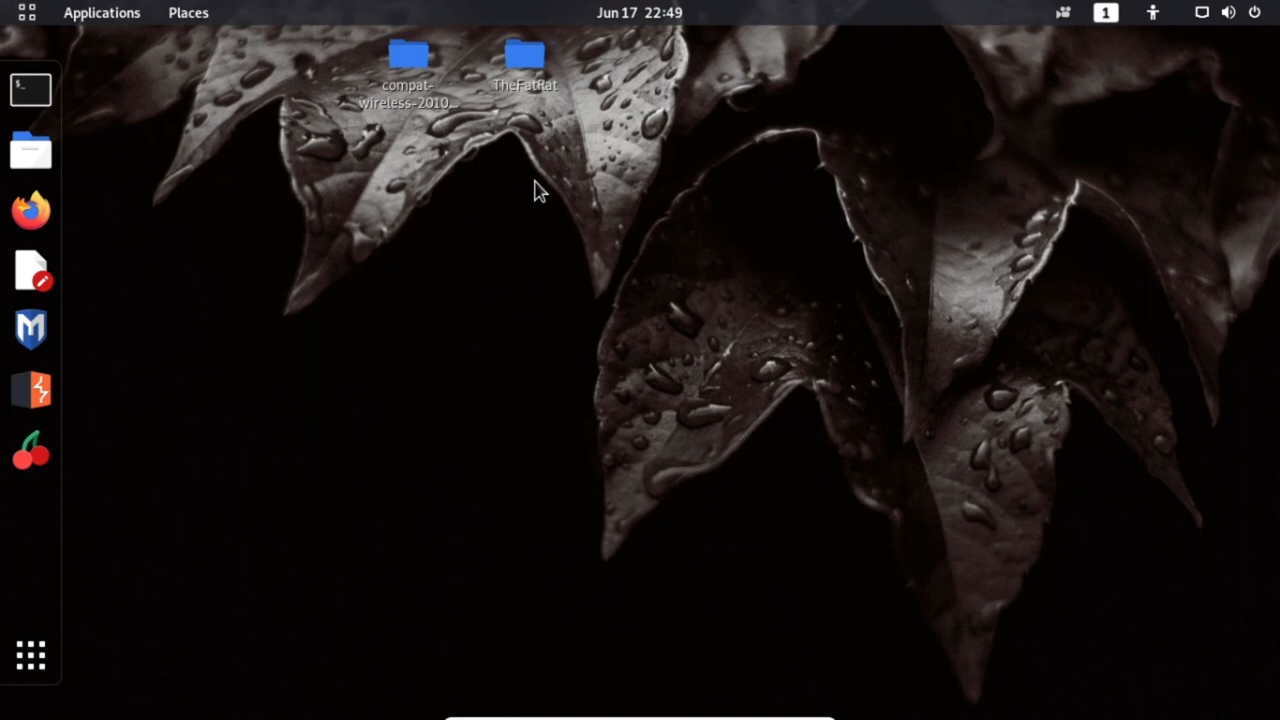 Applications Places Jun 17 22:49 1
compat-
wireless-2010...
TheFatRat
$_
M